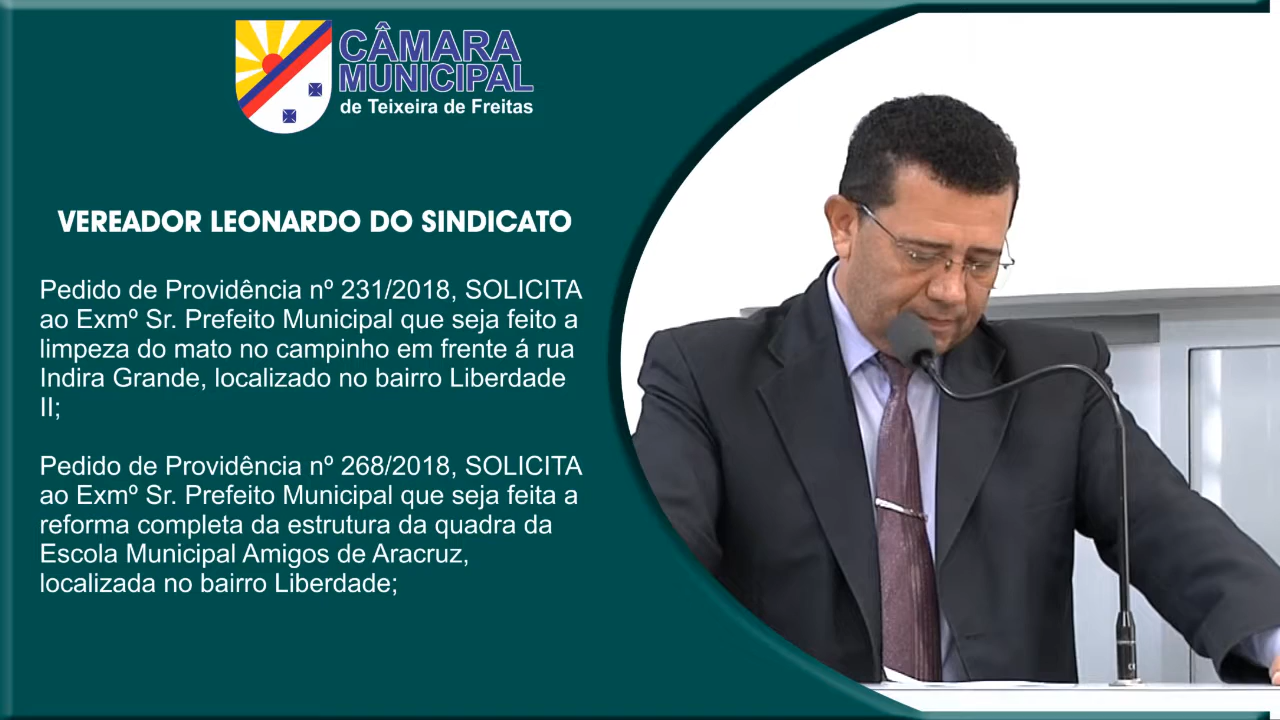 CÂMARA
MUNICIPAL
de Teixeira de Freitas
VEREADOR LEONARDO DO SINDICATO
Pedido de Providência nº 231/2018, SOLICITA
ao Exmº Sr. Prefeito Municipal que seja feito a
limpeza do mato no campinho em frente á rua
Indira Grande, localizado no bairro Liberdade
II;
Pedido de Providência nº 268/2018, SOLICITA
ao Exmº Sr. Prefeito Municipal que seja feita a
reforma completa da estrutura da quadra da
Escola Municipal Amigos de Aracruz,
localizada no bairro Liberdade;